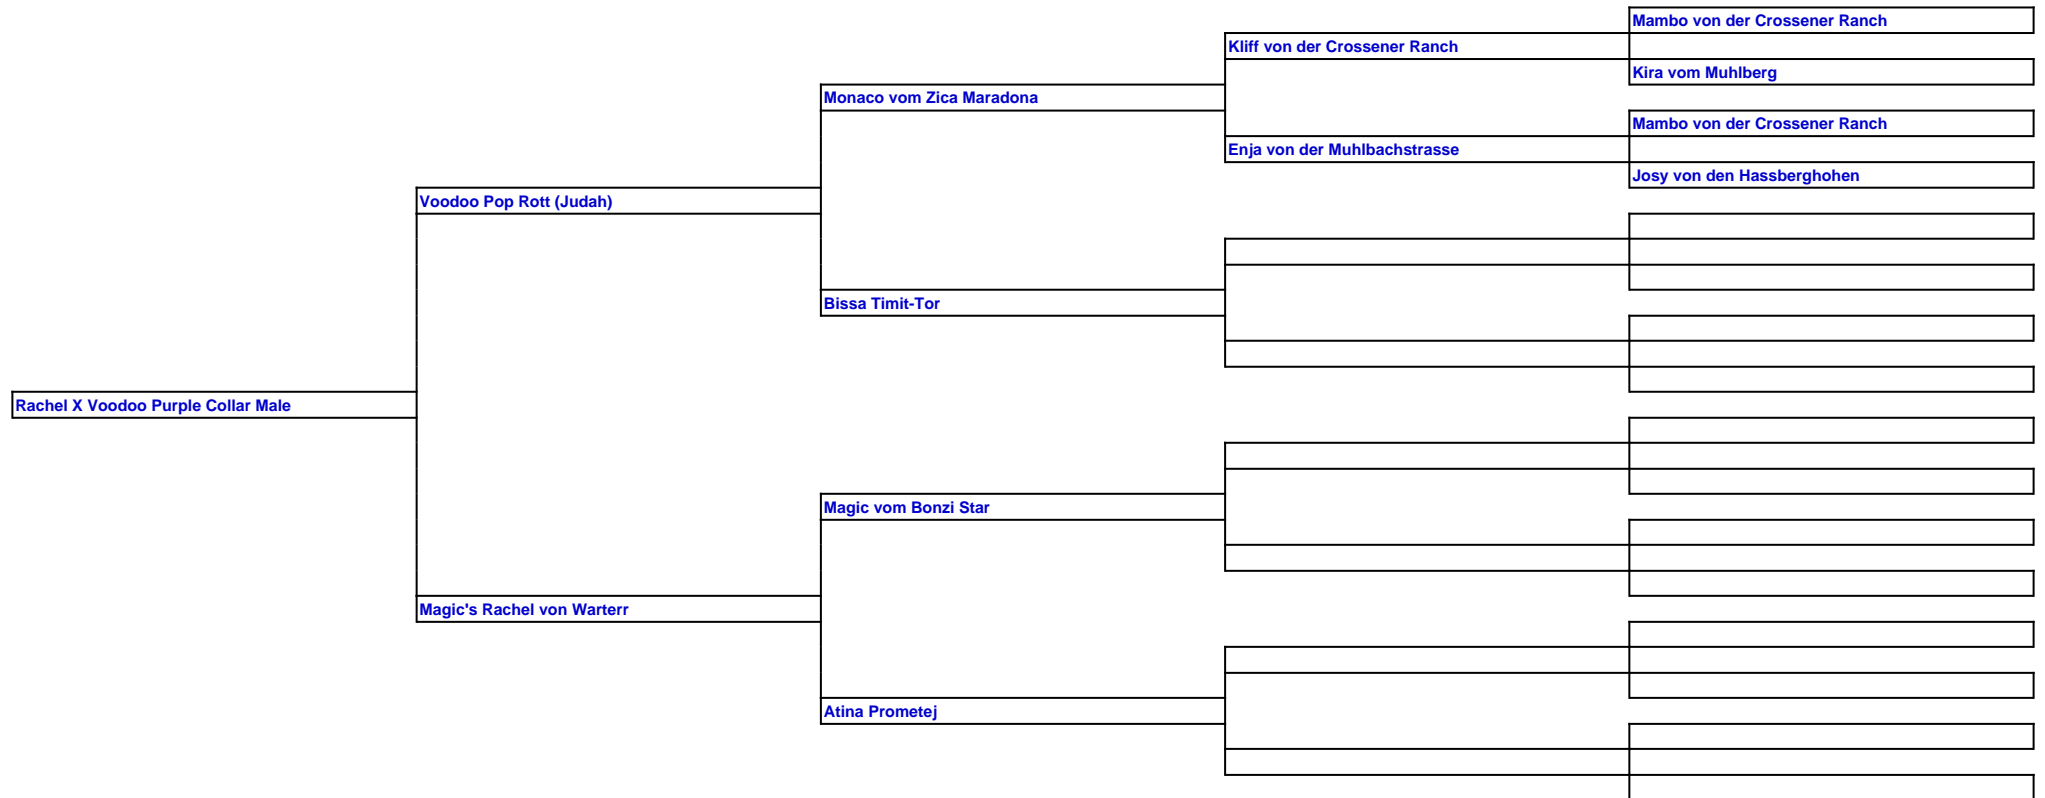 Mambo von der Crossener Ranch
Kliff von der Crossener Ranch
Kira vom Muhlberg
Monaco vom Zica Maradona
Mambo von der Crossener Ranch
Enja von der Muhlbachstrasse
Josy von den Hassberghohen
Voodoo Pop Rott (Judah)
Bissa Timit-Tor
Rachel X Voodoo Purple Collar Male
Magic vom Bonzi Star
Magic's Rachel von Warterr
Atina Prometej